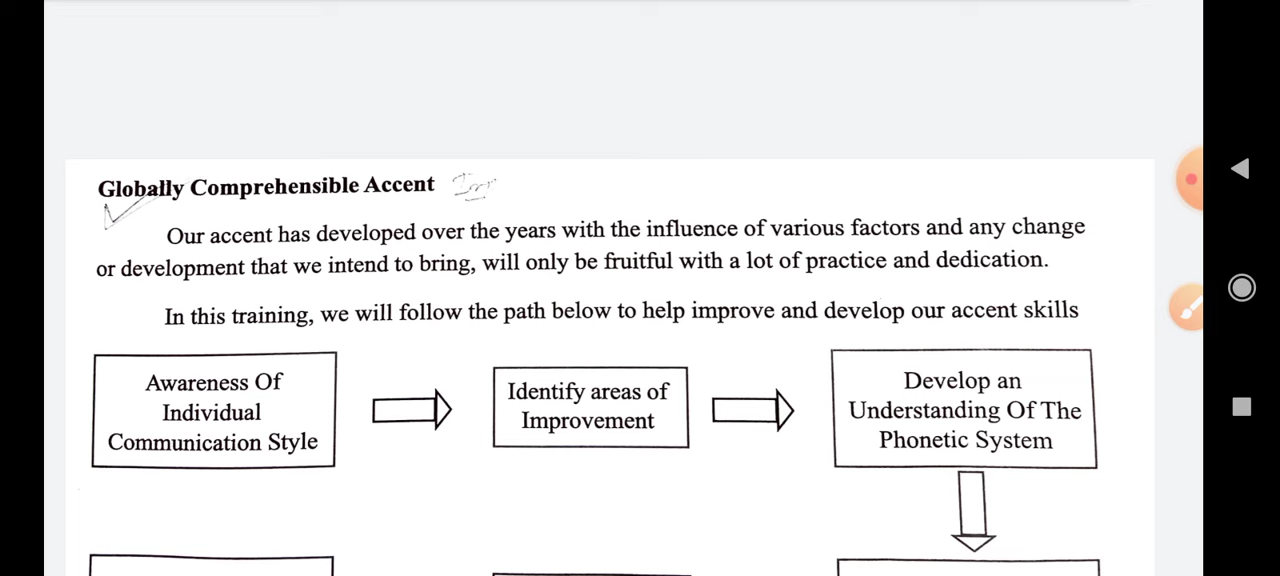 Globally Comprehensible Accent
Our accent has developed over the years with the influence of various factors and any change
or development that we intend to bring, will only be fruitful with a lot of practice and dedication.
In this training, we will follow the path below to help improve and develop our accent skills
Awareness Of
Individual
Communication Style
Identify areas of
Improvement
Develop an
Understanding Of The
Phonetic System